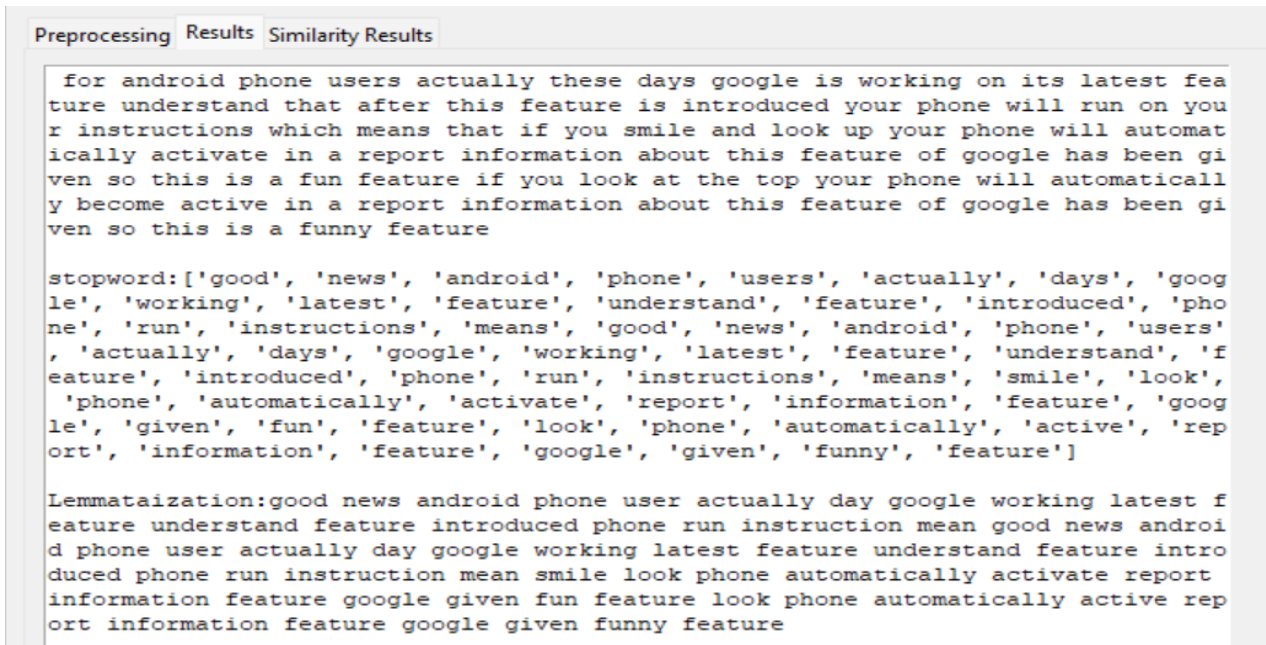 Preprocessing Results Similarity Results
for android phone users actually these days google is working on its latest fea
ture understand that after this feature is introduced your phone will run on you
r instructions which means that if you smile and look up your phone will automat
ically activate in a report information about this feature of google has been gi
ven so this is a fun feature if you look at the top your phone will automaticall
y become active in a report information about this feature of google has been gi
ven so this is a funny feature
stopword:['good', 'news', 'android', 'phone', 'users', 'actually', 'days', 'goog
le', 'working', 'latest', 'feature', 'understand', 'feature', 'introduced', 'pho
ne', 'run', 'instructions', 'means', 'good', 'news', 'android', 'phone', 'users'
, 'actually', 'days', 'google', 'working', 'latest', 'feature', 'understand', 'f
eature', 'introduced', 'phone', 'run', 'instructions', 'means', 'smile', 'look',
'phone', 'automatically', 'activate', 'report', 'information', 'feature', 'goog
le', 'given', 'fun', 'feature', 'look', 'phone', 'automatically', 'active', 'rep
ort', 'information', 'feature', 'google', 'given', 'funny', 'feature']
Lemmataization:good news android phone user actually day google working latest f
eature understand feature introduced phone run instruction mean good news androi
d phone user actually day google working latest feature understand feature intro
duced phone run instruction mean smile look phone automatically activate report
information feature google given fun feature look phone automatically active rep
ort information feature google given funny feature